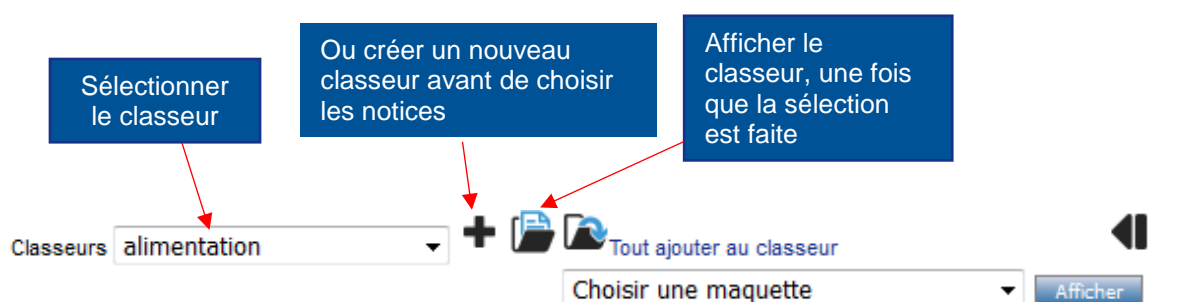 Sélectionner
le classeur
Ou créer un nouveau
classeur avant de choisir
les notices
Afficher le
classeur, une fois
que la sélection
est faite
Classeurs alimentation
Tout ajouter au classeur
Choisir une maquette
Afficher